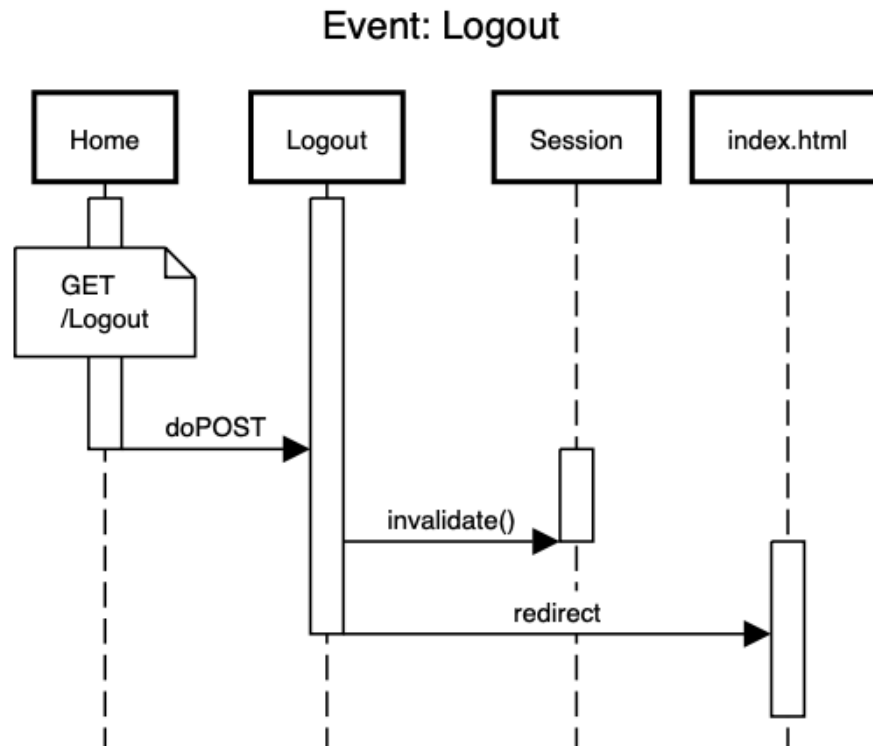 Event: Logout
Home
Logout
Session
index.html
GET
/Logout
doPOST
invalidate()
redirect